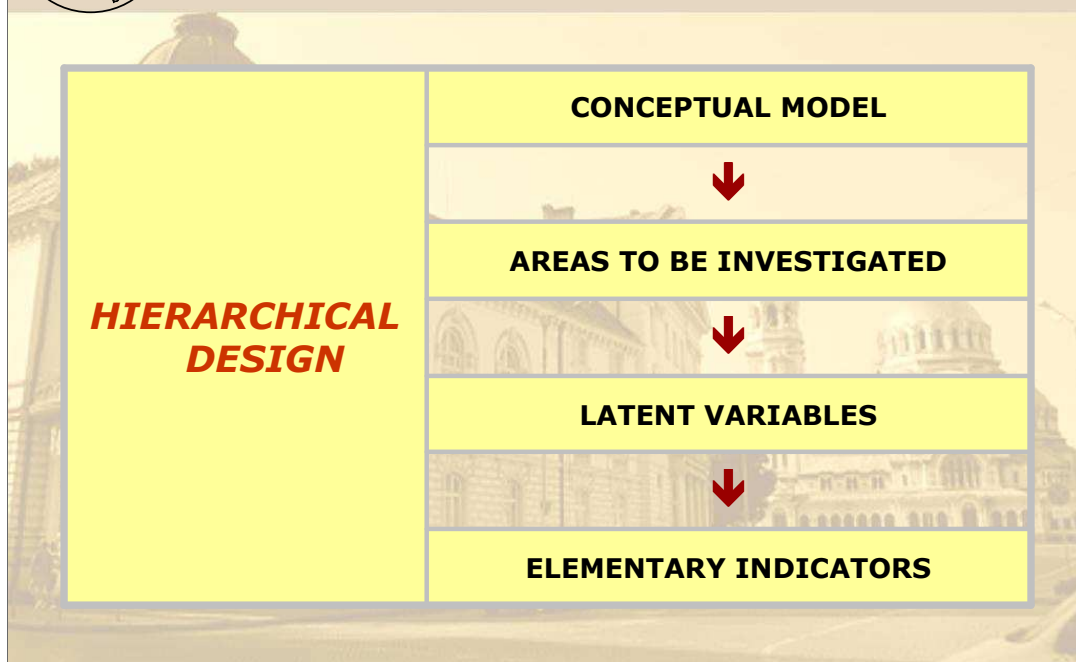 HIERARCHICAL
DESIGN
CONCEPTUAL MODEL
AREAS TO BE INVESTIGATED
LATENT VARIABLES
ELEMENTARY INDICATORS